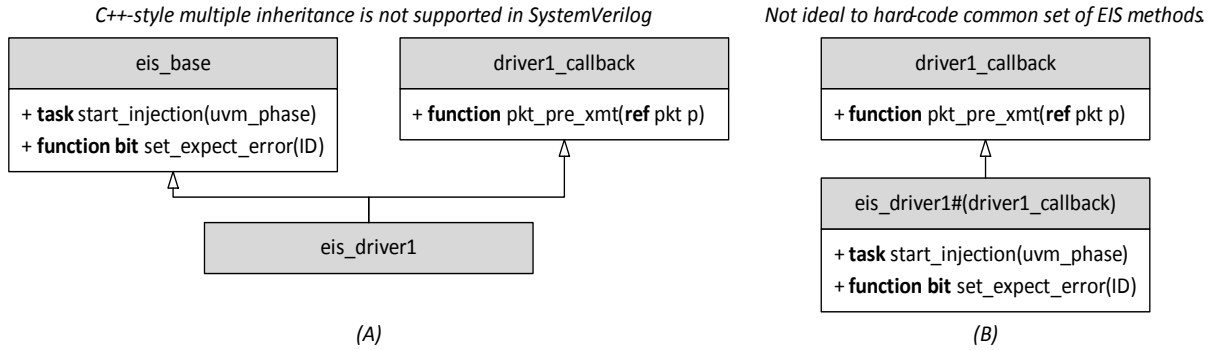 C++-style multiple inheritance is not supported in SystemVerilog
eis_base
+ task start_injection(uvm_phase)
+ function bit set_expect_error(ID)
driver1_callback
+ function pkt_pre_xmt(ref pkt p)
eis_driver1
(A)
Not ideal to hard-code common set of EIS methods.
driver1_callback
+ function pkt_pre_xmt(ref pkt p)
eis_driver1#(driver1_callback)
+ task start_injection(uvm_phase)
+ function bit set_expect_error(ID)
(B)